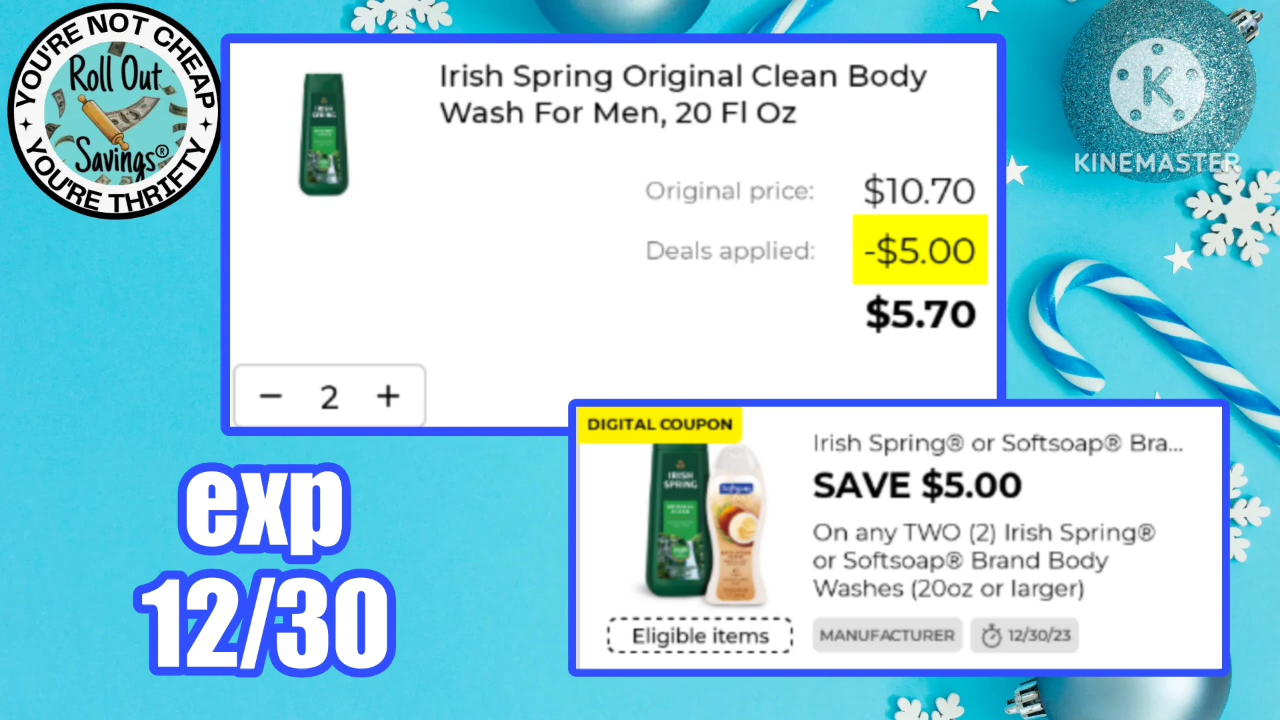 YOU'RE NOT CHEAP
Roll Out
Savings®
YOU'RE THRIFTY
Irish Spring Original Clean Body
Wash For Men, 20 Fl Oz
Original price: $10.70
Deals applied: -$5.00
$5.70
− 2 +
K
KINEMASTER
exp
12/30
DIGITAL COUPON
Irish Spring® or Softsoap® Bra...
SAVE $5.00
On any TWO (2) Irish Spring®
or Softsoap® Brand Body
Washes (20oz or larger)
IRISH
SPRING
Softsoap
Eligible items
MANUFACTURER
12/30/23